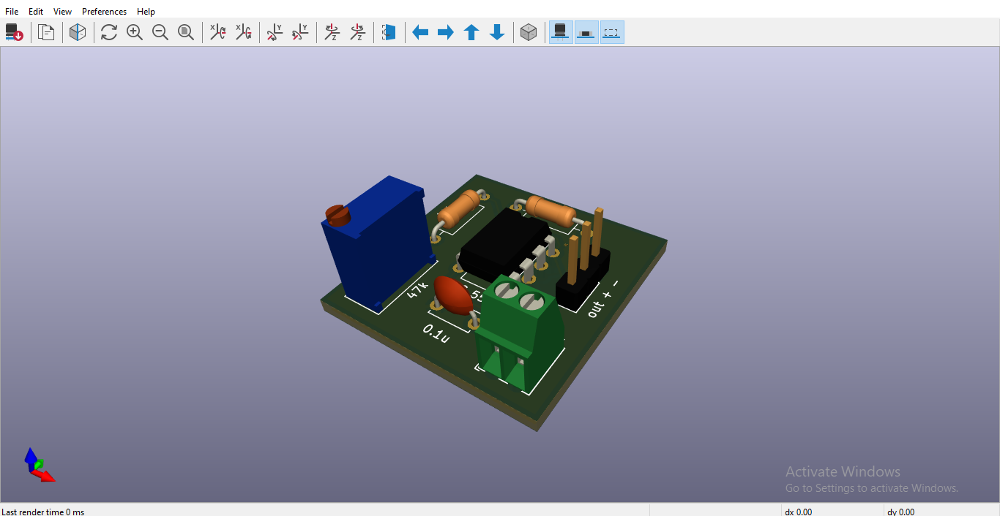 File Edit View Preferences Help
X
X
Y
Y
Z
Z
47k
0.1u
out + -
Activate Windows
Go to Settings to activate Windows.
Last render time 0 ms
dx 0.00
dy 0.00